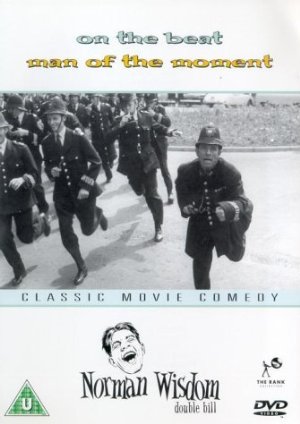 on the beat
man of the moment
CLASSIC MOVIE COMEDY
Norman Wisdom
double bill
U
THE RANK
COLLECTION
DVD
VIDEO